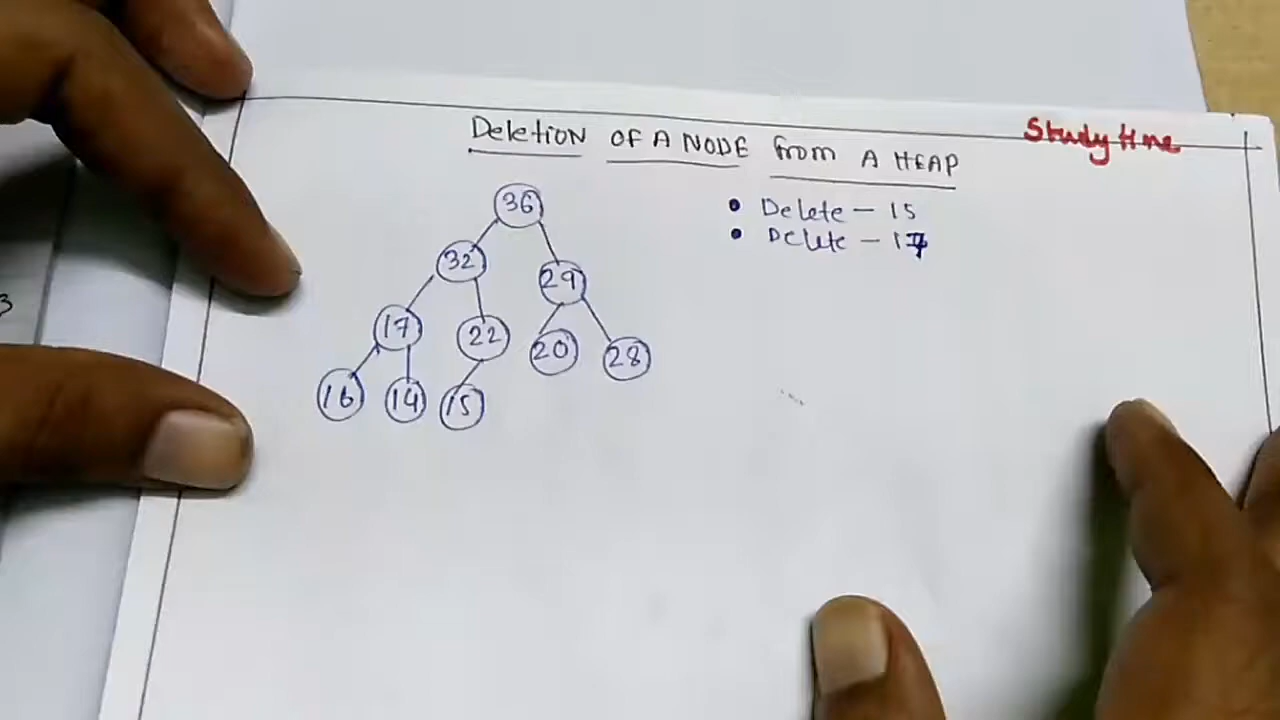 Deletion OF A NODE from A HEAP
Study time
• Delete - 15
• Delete - 17
36
32
29
17 22 20 28
16 14 15
3